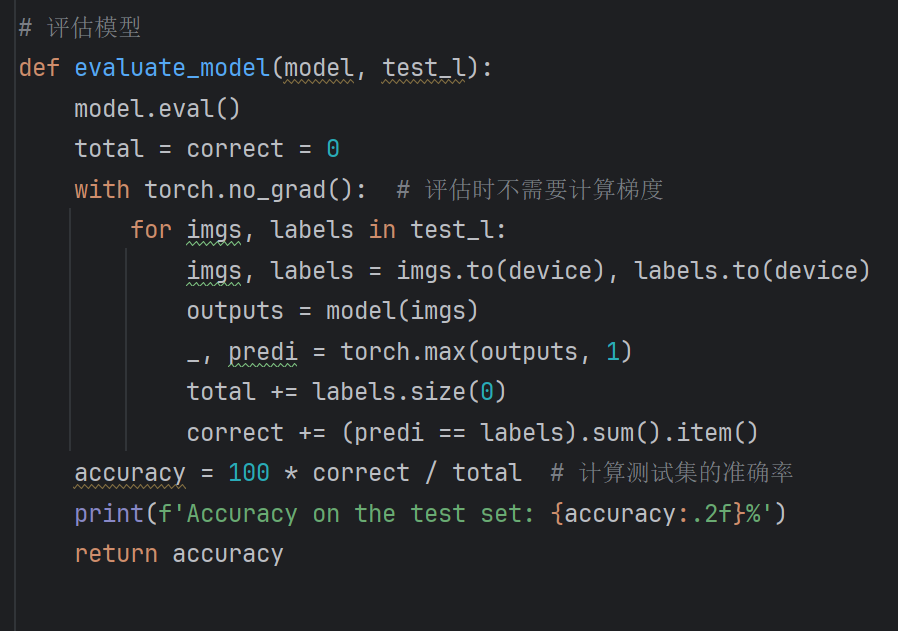 # 评估模型
def evaluate_model(model, test_l):
    model.eval()
    total = correct = 0
    with torch.no_grad():  # 评估时不需要计算梯度
        for imgs, labels in test_l:
            imgs, labels = imgs.to(device), labels.to(device)
            outputs = model(imgs)
            _, predi = torch.max(outputs, 1)
            total += labels.size(0)
            correct += (predi == labels).sum().item()
    accuracy = 100 * correct / total  # 计算测试集的准确率
    print(f'Accuracy on the test set: {accuracy:.2f}%')
    return accuracy